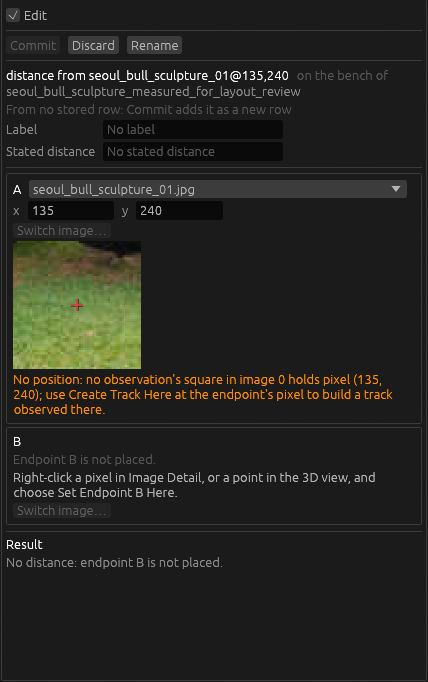 Edit
Commit Discard Rename
distance from seoul_bull_sculpture_01@135,240 on the bench of
seoul_bull_sculpture_measured_for_layout_review
From no stored row: Commit adds it as a new row
Label No label
Stated distance No stated distance
A seoul_bull_sculpture_01.jpg
x 135 y 240
Switch image...
No position: no observation's square in image 0 holds pixel (135,
240); use Create Track Here at the endpoint's pixel to build a track
observed there.
B
Endpoint B is not placed.
Right-click a pixel in Image Detail, or a point in the 3D view, and
choose Set Endpoint B Here.
Switch image...
Result
No distance: endpoint B is not placed.